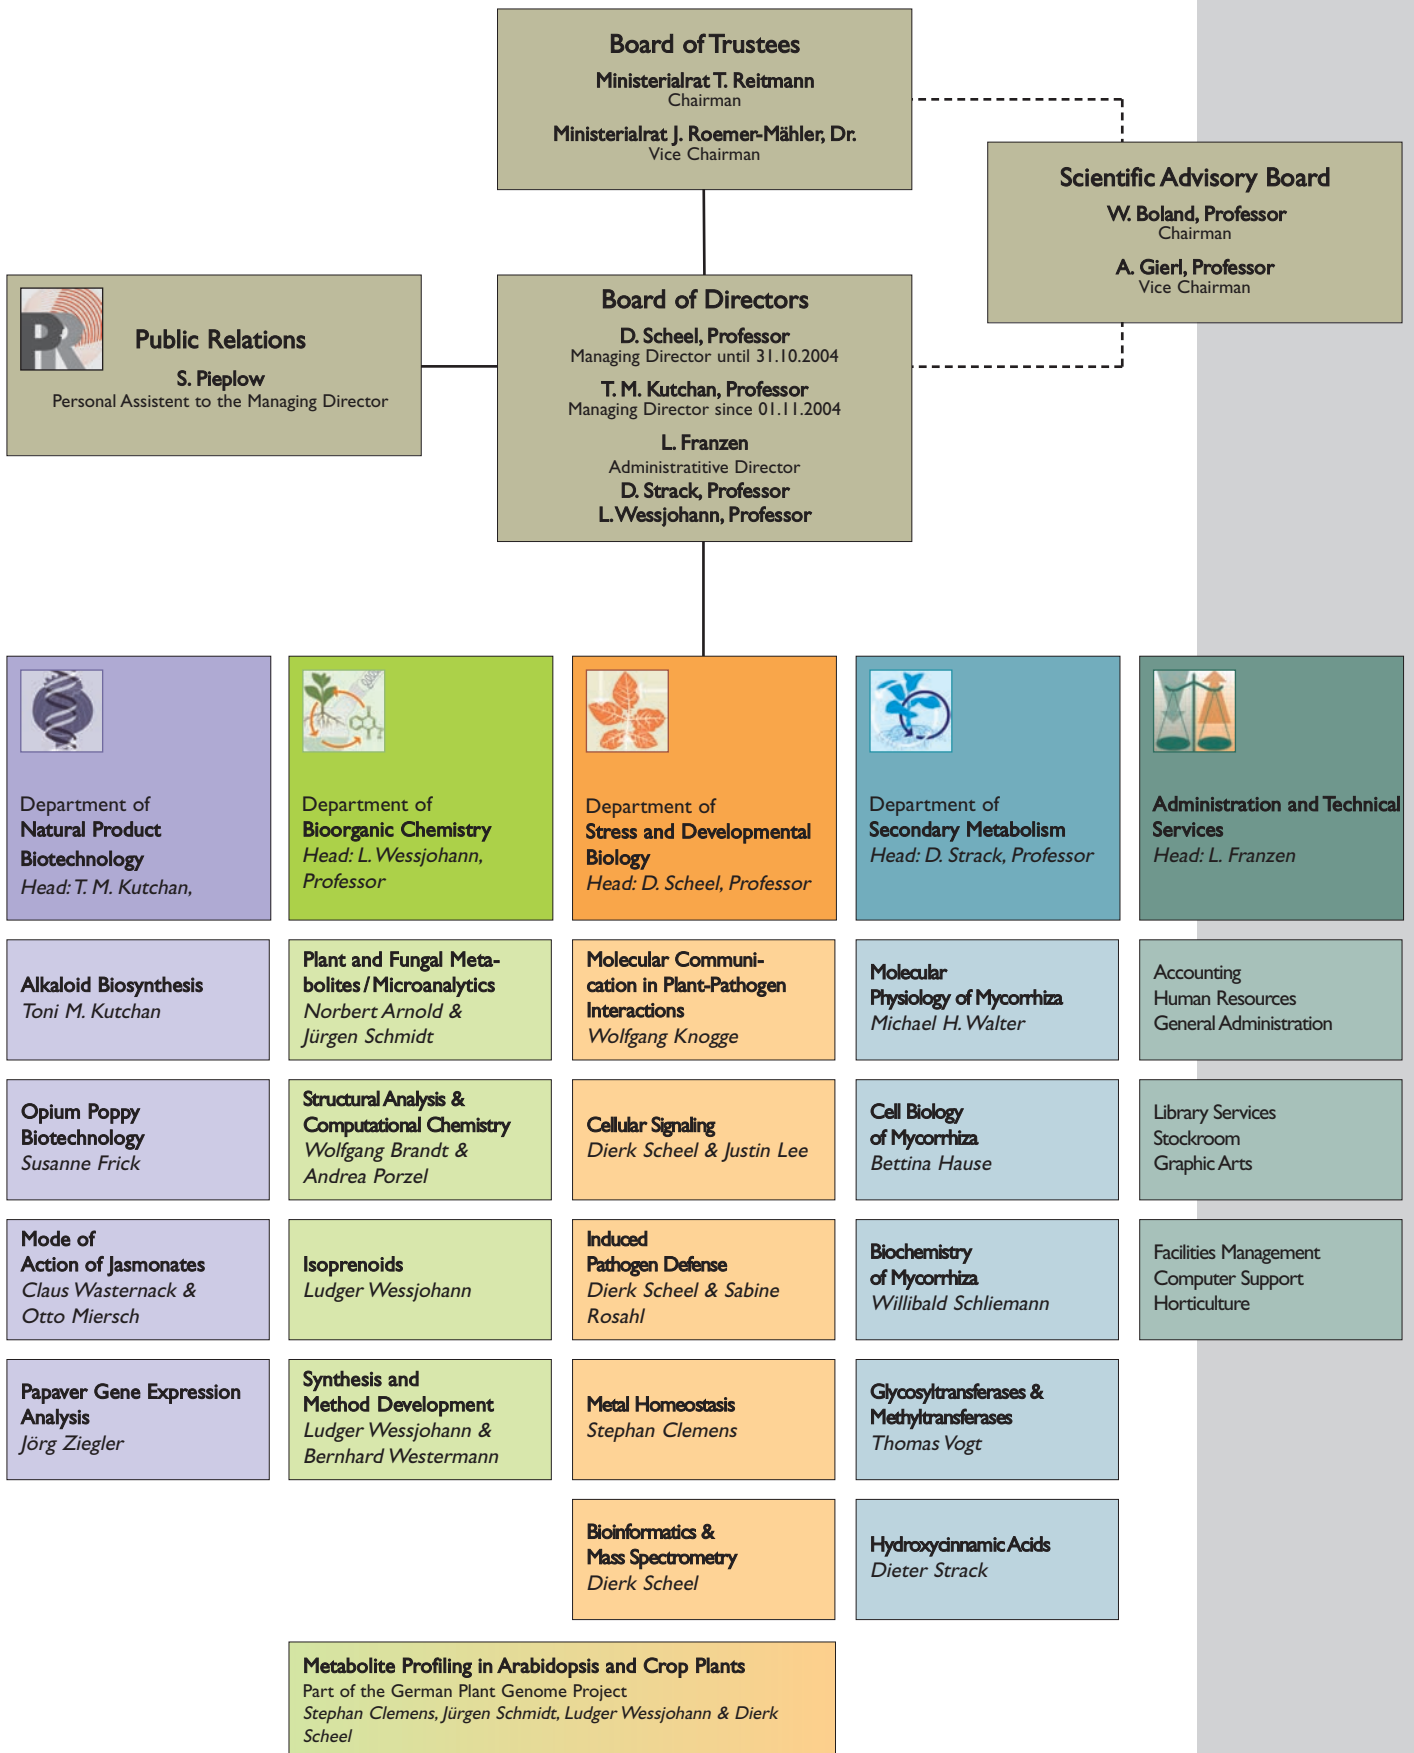 Board of Trustees
Ministerialrat T. Reitmann
Chairman
Ministerialrat J. Roemer-Mähler, Dr.
Vice Chairman
Scientific Advisory Board
W. Boland, Professor
Chairman
A. Gierl, Professor
Vice Chairman
PR
Public Relations
S. Pieplow
Personal Assistent to the Managing Director
Board of Directors
D. Scheel, Professor
Managing Director until 31.10.2004
T. M. Kutchan, Professor
Managing Director since 01.11.2004
L. Franzen
Administratitive Director
D. Strack, Professor
L. Wessjohann, Professor
Department of
Natural Product
Biotechnology
Head: T. M. Kutchan,
Alkaloid Biosynthesis
Toni M. Kutchan
Opium Poppy
Biotechnology
Susanne Frick
Mode of
Action of Jasmonates
Claus Wasternack &
Otto Miersch
Papaver Gene Expression
Analysis
Jörg Ziegler
Department of
Bioorganic Chemistry
Head: L. Wessjohann,
Professor
Plant and Fungal Meta-
bolites / Microanalytics
Norbert Arnold &
Jürgen Schmidt
Structural Analysis &
Computational Chemistry
Wolfgang Brandt &
Andrea Porzel
Isoprenoids
Ludger Wessjohann
Synthesis and
Method Development
Ludger Wessjohann &
Bernhard Westermann
Department of
Stress and Developmental
Biology
Head: D. Scheel, Professor
Molecular Communi-
cation in Plant-Pathogen
Interactions
Wolfgang Knogge
Cellular Signaling
Dierk Scheel & Justin Lee
Induced
Pathogen Defense
Dierk Scheel & Sabine
Rosahl
Metal Homeostasis
Stephan Clemens
Bioinformatics &
Mass Spectrometry
Dierk Scheel
Department of
Secondary Metabolism
Head: D. Strack, Professor
Molecular
Physiology of Mycorrhiza
Michael H. Walter
Cell Biology
of Mycorrhiza
Bettina Hause
Biochemistry
of Mycorrhiza
Willibald Schliemann
Glycosyltransferases &
Methyltransferases
Thomas Vogt
Hydroxycinnamic Acids
Dieter Strack
Administration and Technical
Services
Head: L. Franzen
Accounting
Human Resources
General Administration
Library Services
Stockroom
Graphic Arts
Facilities Management
Computer Support
Horticulture
Metabolite Profiling in Arabidopsis and Crop Plants
Part of the German Plant Genome Project
Stephan Clemens, Jürgen Schmidt, Ludger Wessjohann & Dierk
Scheel